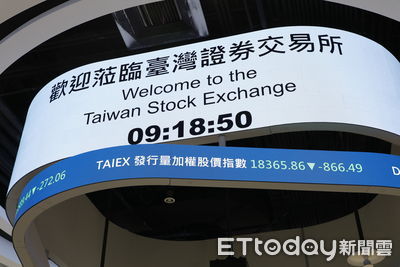 歡迎蒞臨臺灣證券交易所
Welcome to the
Taiwan Stock Exchange
09:18:50
▼-272.06 TAIEX 發行量加權股價指數 18365.86▼-866.49
ETtoday新聞雲